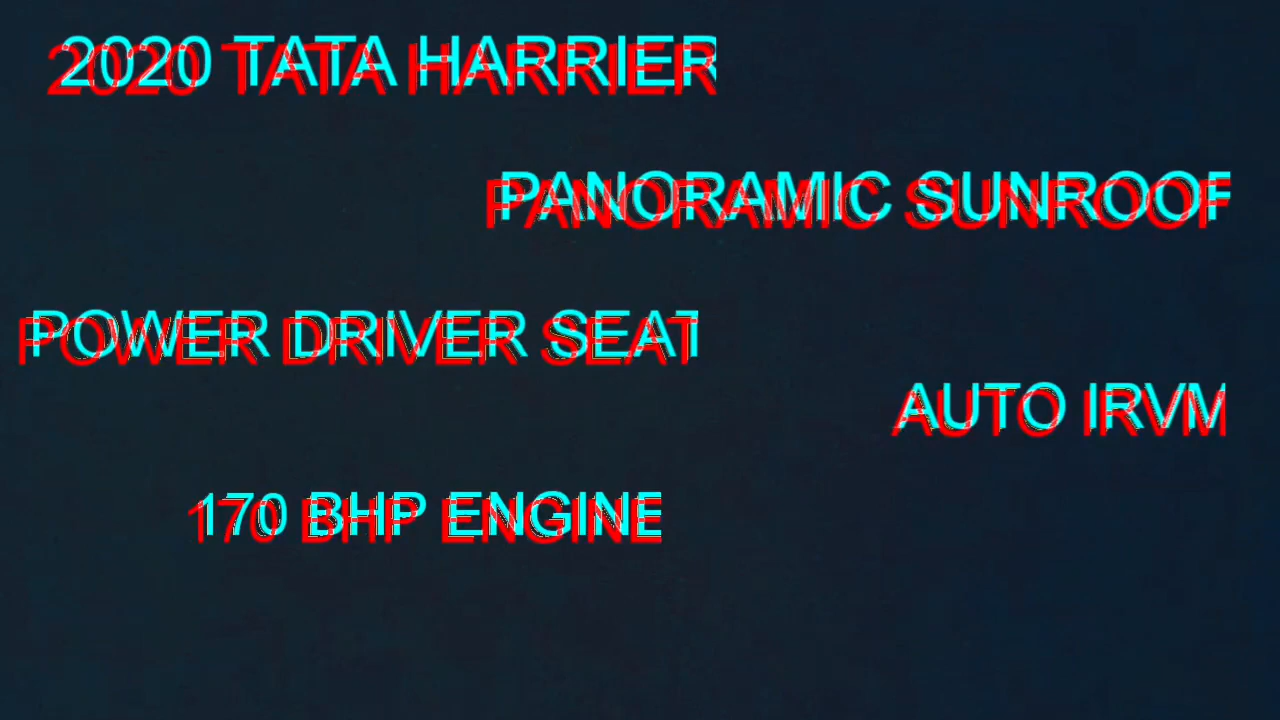 2020 TATA HARRIER
PANORAMIC SUNROOF
POWER DRIVER SEAT
AUTO IRVM
170 BHP ENGINE